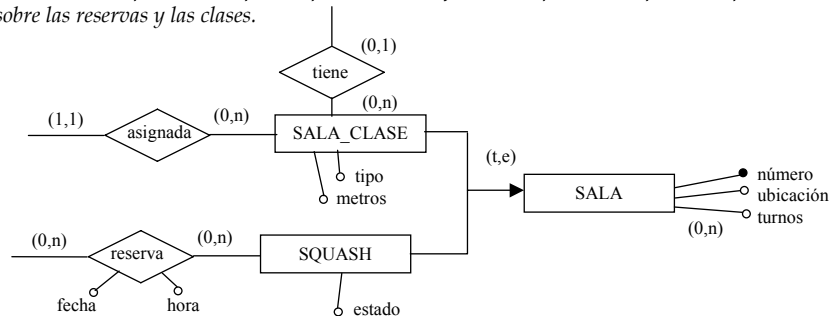 sobre las reservas y las clases.
(0,1)
tiene
(0,n)
(1,1)
asignada
(0,n)
SALA_CLASE
tipo
metros
(t,e)
SALA
número
ubicación
turnos
(0,n)
(0,n)
reserva
(0,n)
SQUASH
fecha
hora
estado